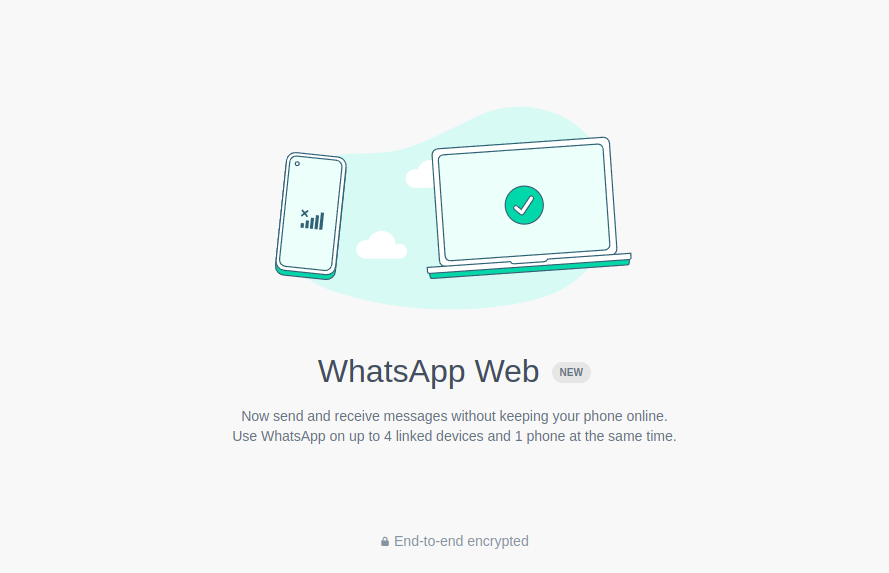 WhatsApp Web NEW
Now send and receive messages without keeping your phone online.
Use WhatsApp on up to 4 linked devices and 1 phone at the same time.
End-to-end encrypted